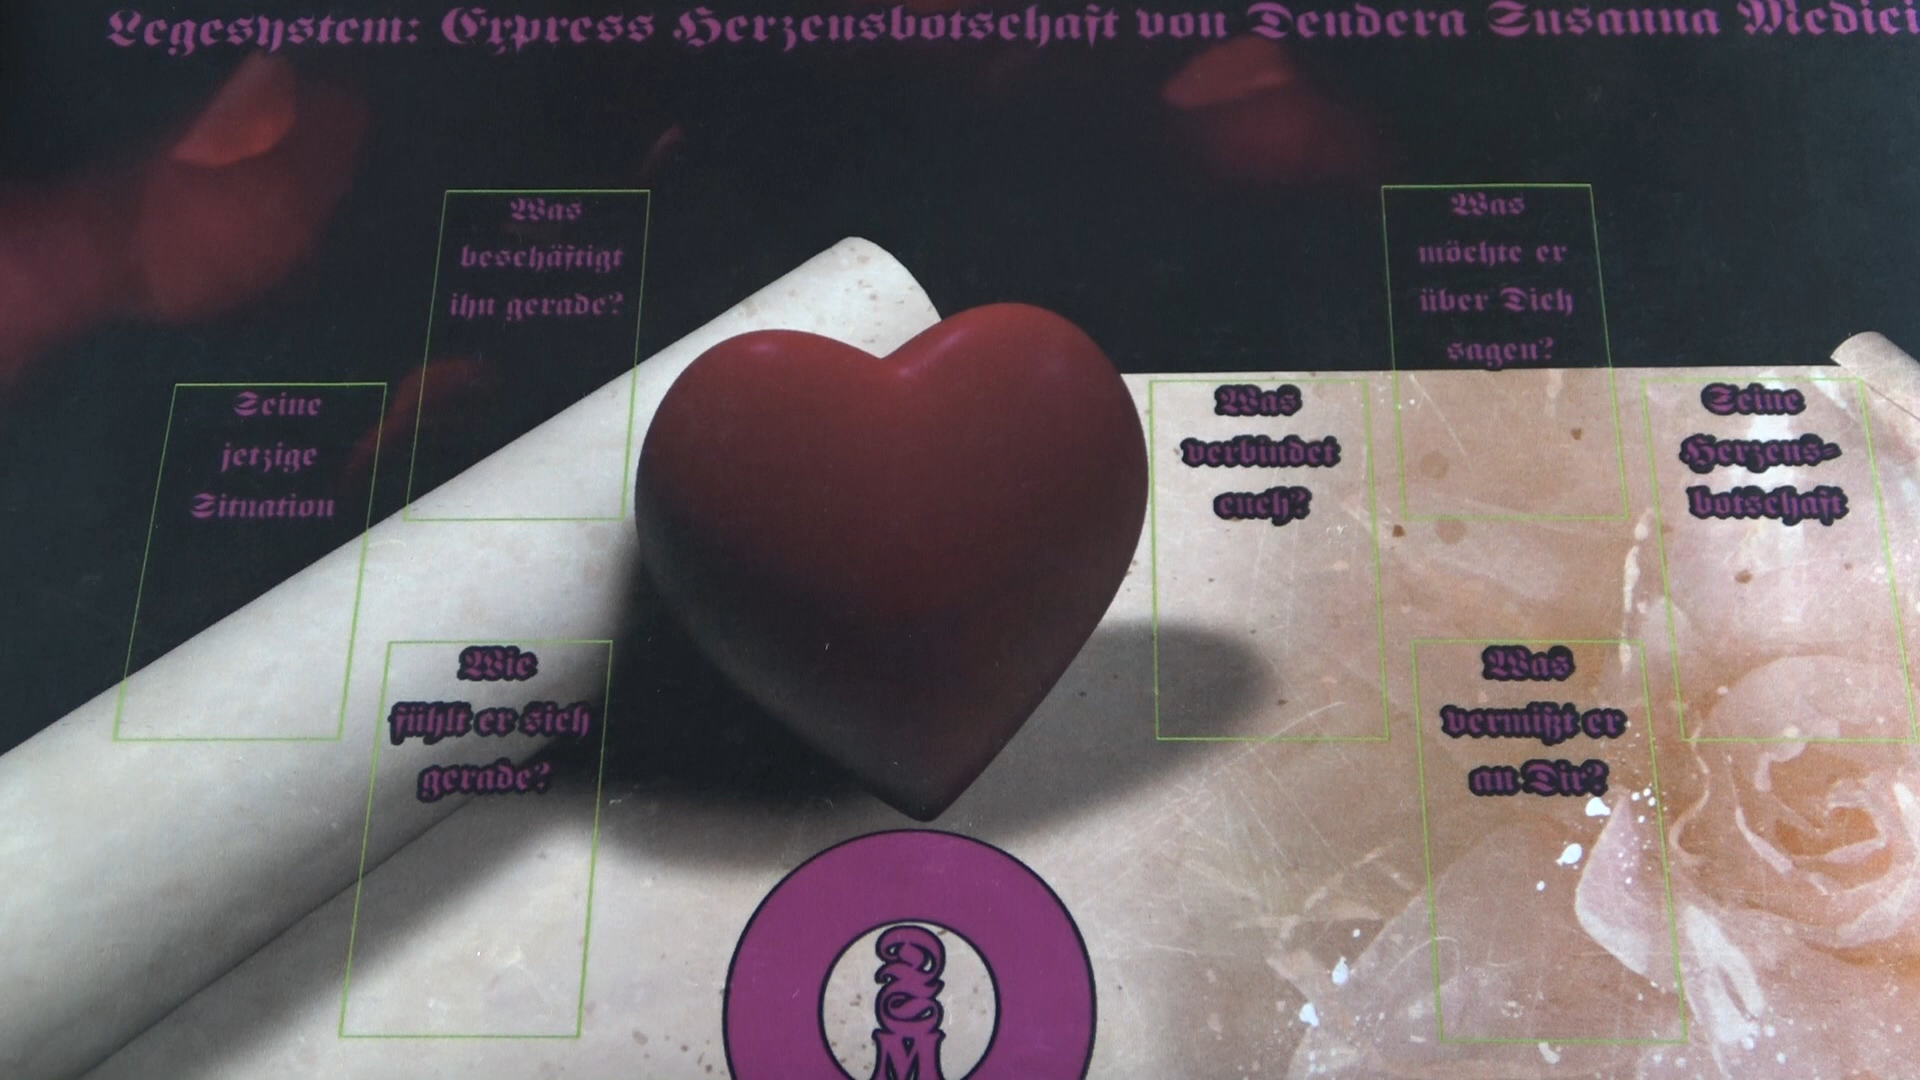 Legesystem: Express Herzensbotschaft von Dendera Susanna Medici
Was
beschäftigt
ihn gerade?
Was
möchte er
über Dich
sagen?
Seine
jetzige
Situation
Was
verbindet
euch?
Seine
Herzens-
botschaft
Wie
fühlt er sich
gerade?
Was
vermißt er
an Dir?
DSM